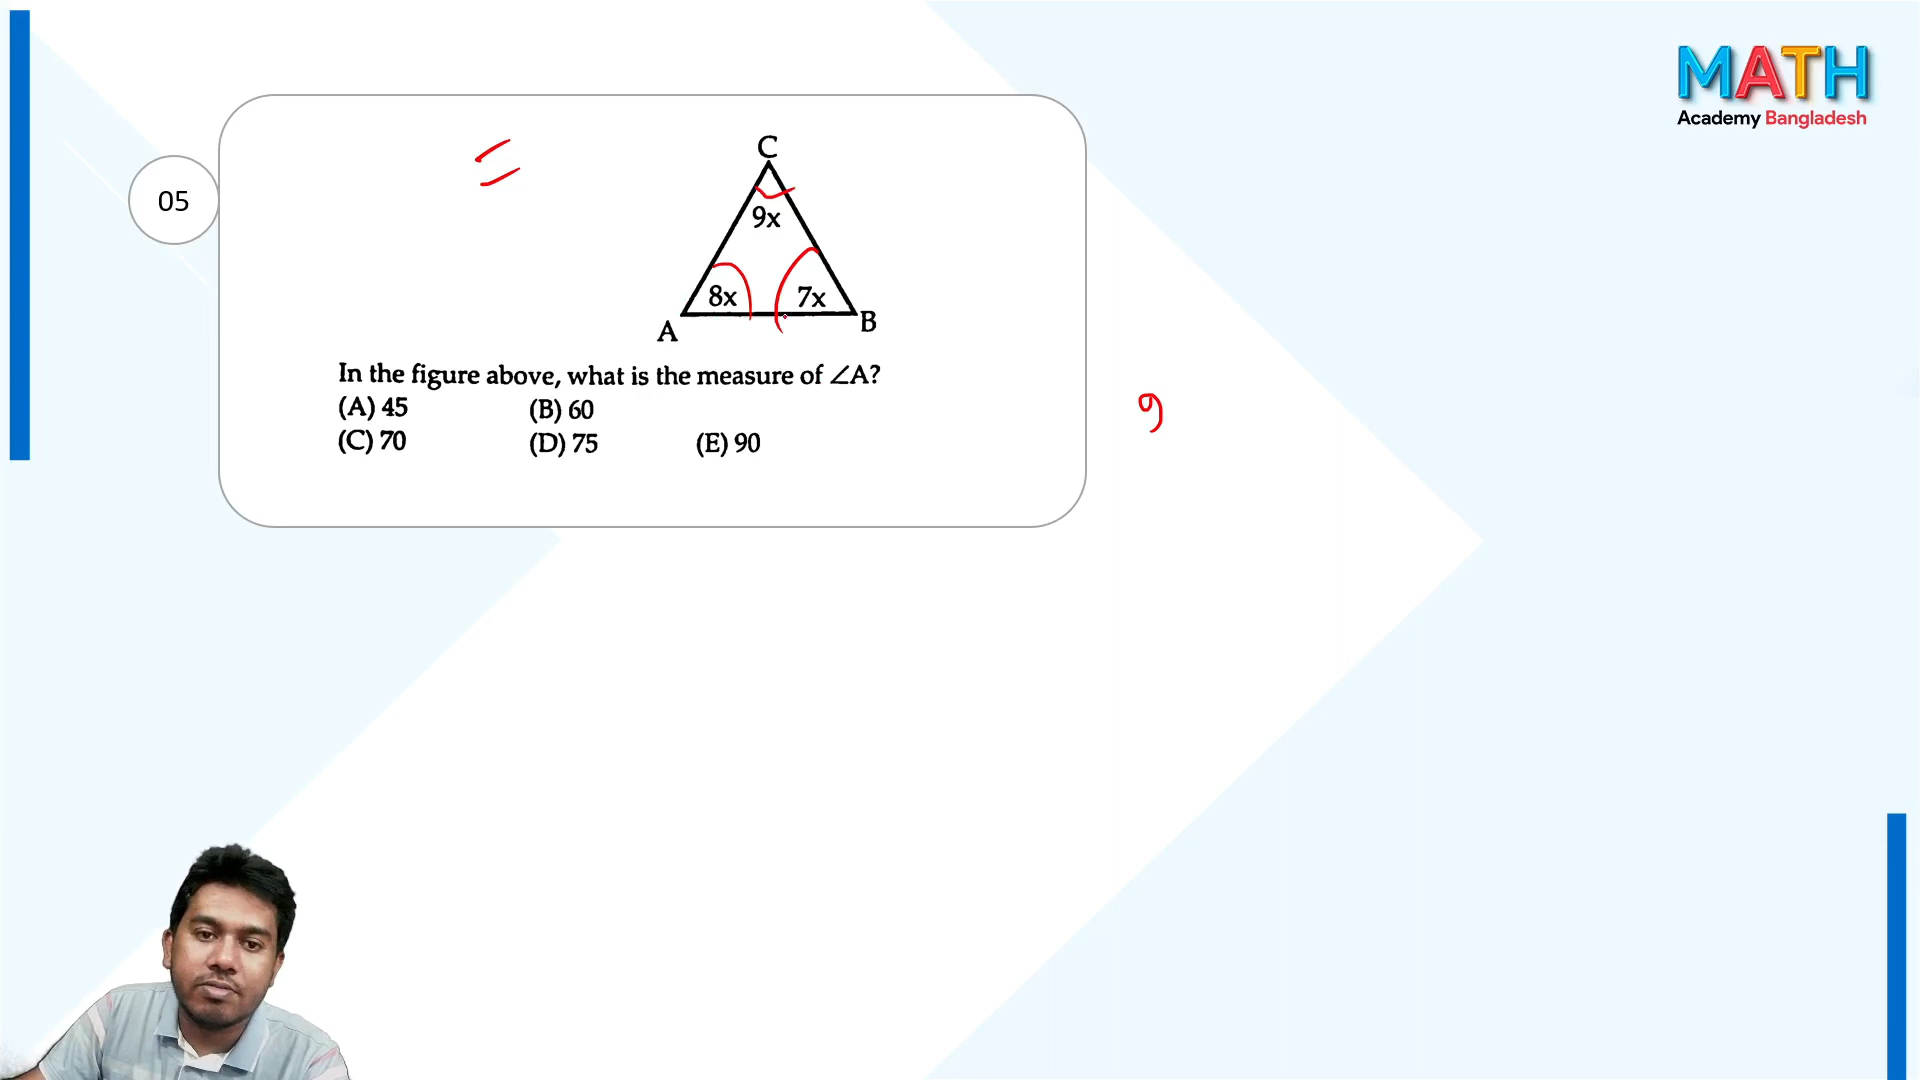 MATH
Academy Bangladesh
05
=
C
9x
8x
7x
A
B
In the figure above, what is the measure of ∠A?
(A) 45 (B) 60
(C) 70 (D) 75 (E) 90
9